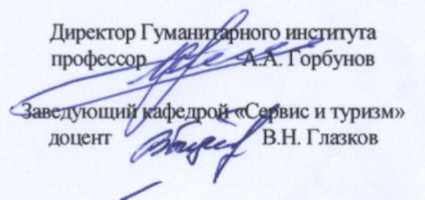 Директор Гуманитарного института
профессор А.А. Горбунов
Заведующий кафедрой «Сервис и туризм»
доцент В.Н. Глазков